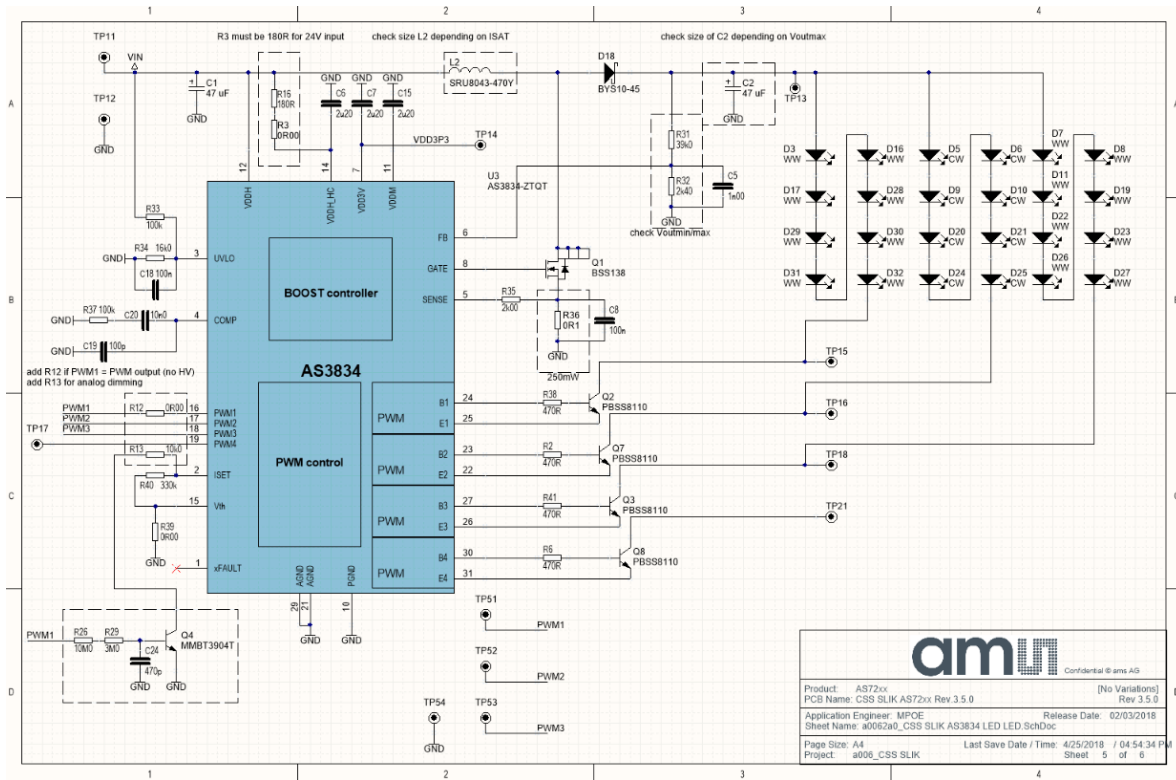 1 2 3 4
R3 must be 180R for 24V input
check size L2 depending on ISAT
check size of C2 depending on Voutmax
TP11
VIN
TP12
GND
C1
47 uF
GND
R16
180R
R3
0R00
GND GND GND
C6
2u20
C7
2u20
C15
2u20
VDD3P3
TP14
L2
SRU8043-470Y
D18
BYS10-45
C2
47 uF
GND
TP13
R31
39k0
R32
2k40
GND
C5
1n00
check Voutmin/max
U3
AS3834-ZTQT
12
14
7
11
VDDH
VDDH_HC
VDD3V
VDDM
R33
100k
R34 16k0
GND
C18 100n
3
UVLO
R37 100k
GND
C20
10n0
4
COMP
C19
100p
GND
BOOST controller
AS3834
PWM control
FB
6
GATE
8
SENSE
5
R35
2k00
Q1
BSS138
R36
0R1
GND
C8
100n
250mW
add R12 if PWM1 = PWM output (no HV)
add R13 for analog dimming
PWM1
PWM2
PWM3
TP17
R12
0R00
16
17
18
19
PWM1
PWM2
PWM3
PWM4
R13
10k0
2
ISET
R40 330k
15
Vth
R39
0R00
GND
1
xFAULT
AGND
AGND
PGND
29
21
10
GND
GND
PWM
B1
24
E1
25
R38
470R
Q2
PBSS8110
PWM
B2
23
E2
22
R2
470R
Q7
PBSS8110
PWM
B3
27
E3
26
R41
470R
Q3
PBSS8110
PWM
B4
30
E4
31
R6
470R
Q8
PBSS8110
TP15
TP16
TP18
TP21
D3
WW
D16
WW
D5
CW
D6
CW
D7
WW
D8
WW
D17
WW
D28
WW
D9
CW
D10
CW
D11
WW
D19
WW
D29
WW
D30
WW
D20
CW
D21
CW
D22
WW
D23
WW
D31
WW
D32
WW
D24
CW
D25
CW
D26
WW
D27
WW
PWM1
R26
10M0
R29
3M0
C24
470p
GND
Q4
MMBT3904T
GND
TP51
PWM1
TP52
PWM2
TP54
GND
TP53
PWM3
A
B
C
D
amu
Confidential © ams AG
Product: AS72xx [No Variations]
PCB Name: CSS SLIK AS72xx Rev.3.5.0 Rev 3.5.0
Application Engineer: MPOE Release Date: 02/03/2018
Sheet Name: a0062a0_CSS SLIK AS3834 LED LED.SchDoc
Page Size: A4 Last Save Date / Time: 4/25/2018 / 04:54:34 PM
Project: a006_CSS SLIK Sheet 5 of 6
1 2 3 4